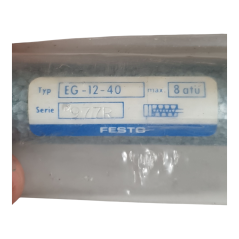 Typ EG-12-40 max. 8 atü
Serie
FESTO